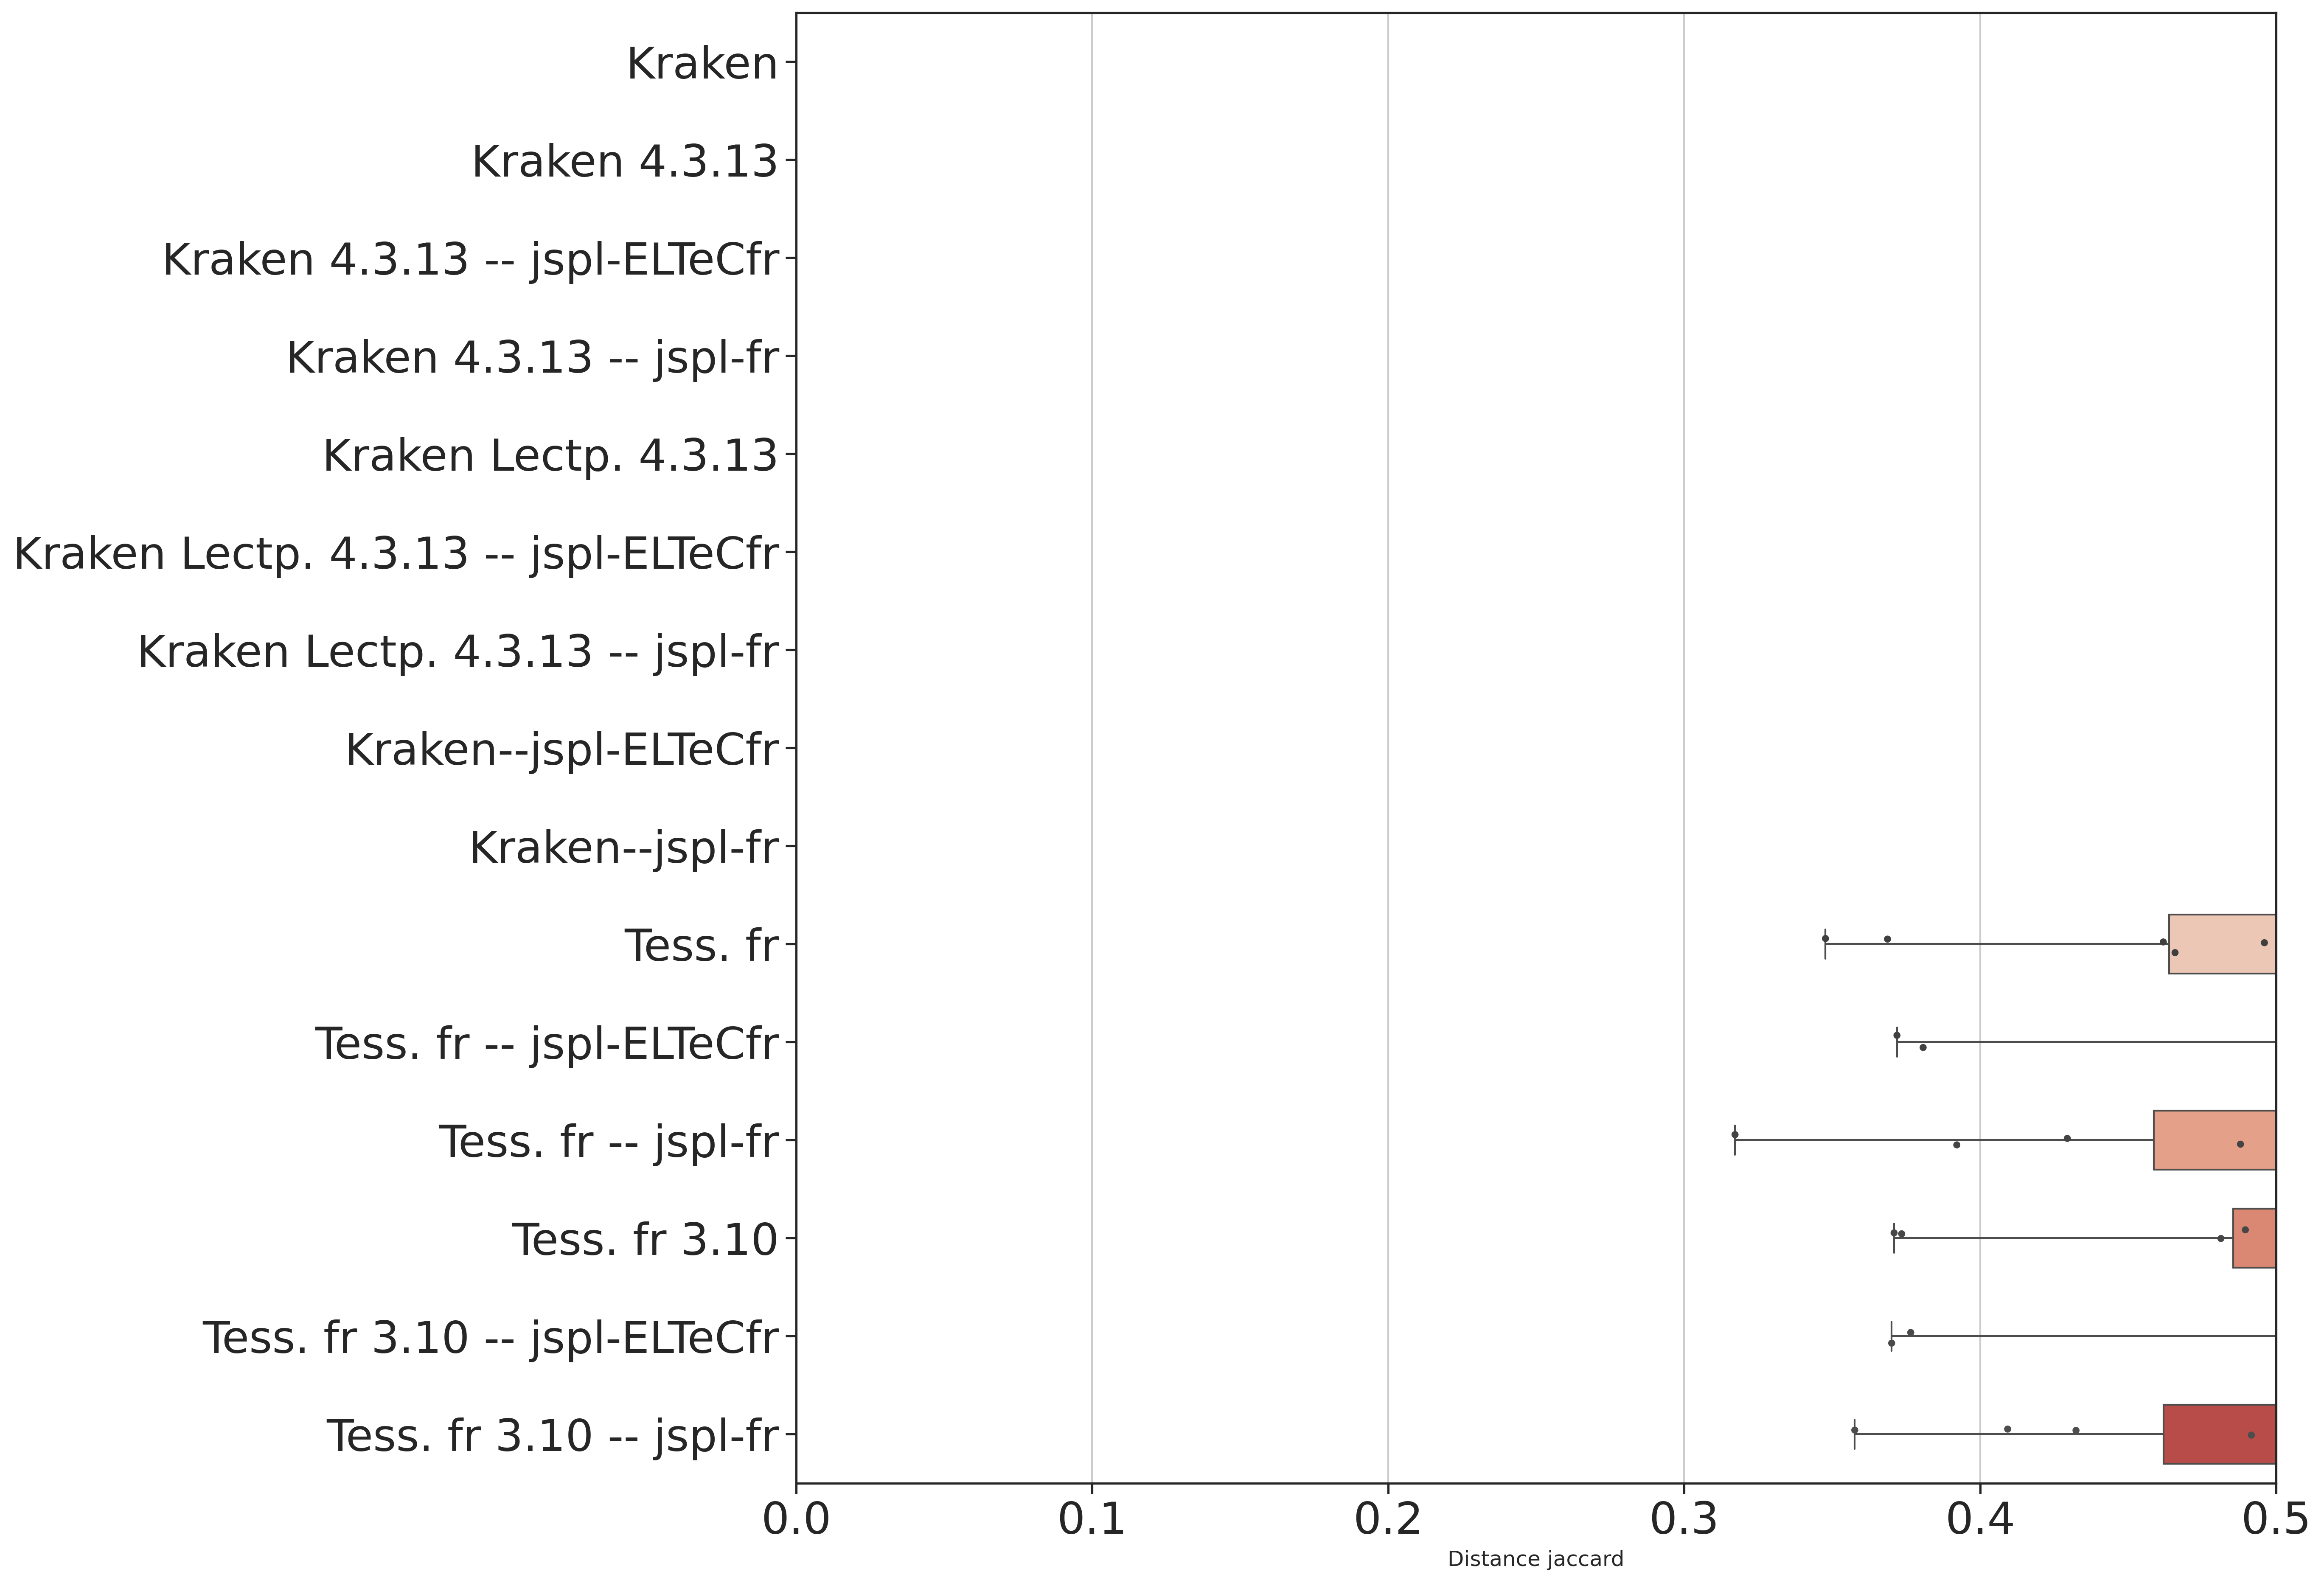 Kraken
Kraken 4.3.13
Kraken 4.3.13 -- jspl-ELTeCfr
Kraken 4.3.13 -- jspl-fr
Kraken Lectp. 4.3.13
Kraken Lectp. 4.3.13 -- jspl-ELTeCfr
Kraken Lectp. 4.3.13 -- jspl-fr
Kraken--jspl-ELTeCfr
Kraken--jspl-fr
Tess. fr
Tess. fr -- jspl-ELTeCfr
Tess. fr -- jspl-fr
Tess. fr 3.10
Tess. fr 3.10 -- jspl-ELTeCfr
Tess. fr 3.10 -- jspl-fr
0.0 0.1 0.2 0.3 0.4 0.5
Distance jaccard